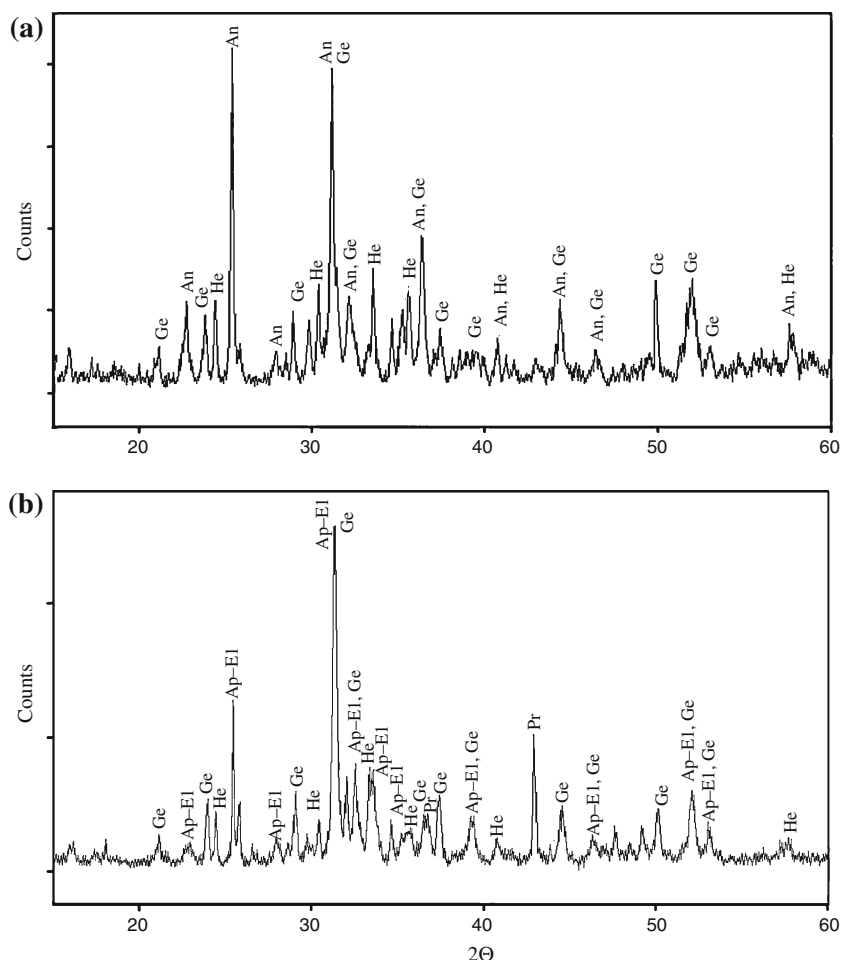 (a)
Counts
Ge
An
Ge
He
An
An
Ge
He
An
Ge
An, Ge
He
He
An, Ge
Ge
Ge
An, He
An, Ge
An, Ge
Ge
Ge
Ge
An, He
20
30
40
50
60
(b)
Counts
Ge
Ap–E1
Ge
He
Ap–E1
Ap–E1
Ge
He
Ap–E1
Ge
Ap–E1, Ge
He
Ap–E1
Ap–E1
He
Ge
Pr
Ge
Ap–E1, Ge
He
Pr
Ge
Ap–E1, Ge
Ge
Ap–E1, Ge
Ap–E1, Ge
He
20
30
40
50
60
2Θ